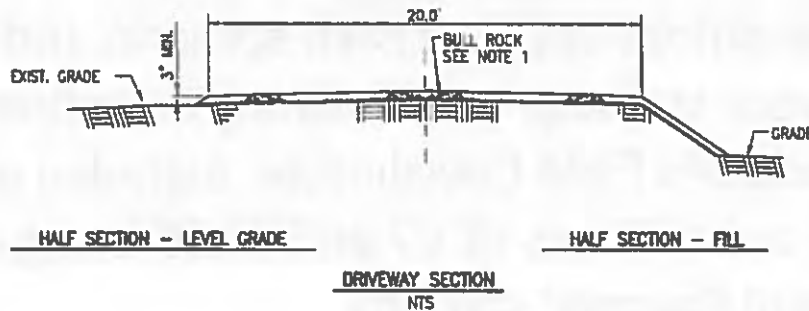 20.0'
BULL ROCK
SEE NOTE 1
3" MIN.
EXIST. GRADE
GRADE
HALF SECTION - LEVEL GRADE
HALF SECTION - FILL
DRIVEWAY SECTION
NTS